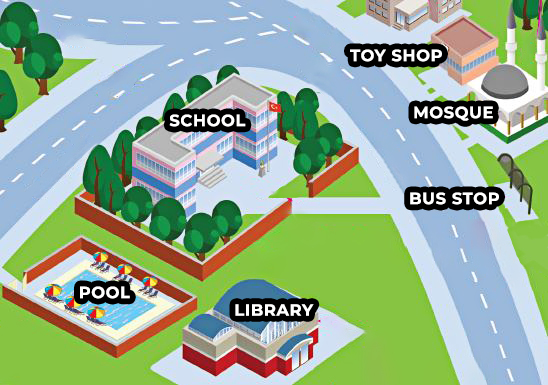 TOY SHOP
SCHOOL
MOSQUE
BUS STOP
POOL
LIBRARY